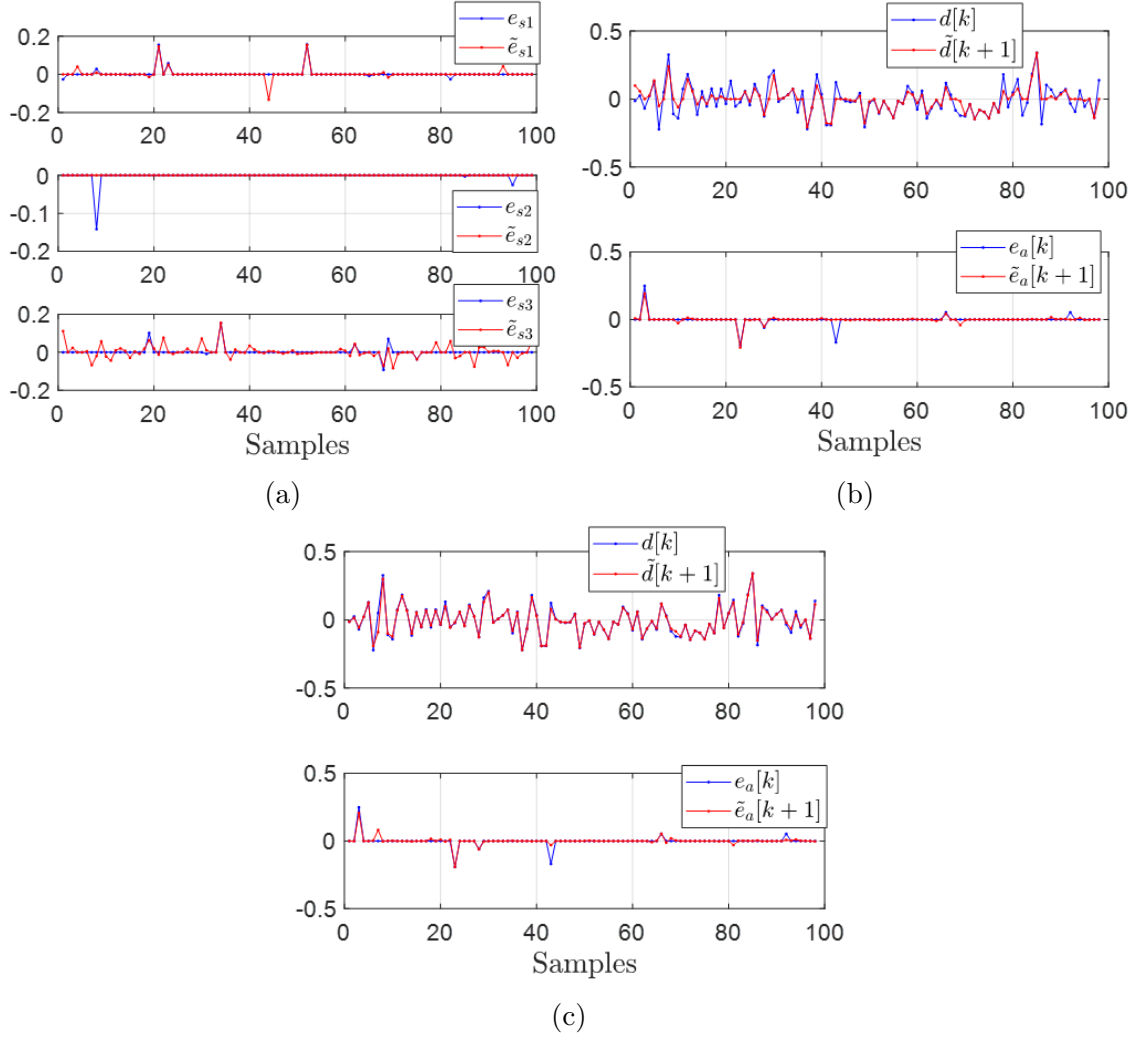 0.2
0
-0.2
0 20 40 60 80 100
e_{s1}
ẽ_{s1}
0
-0.1
-0.2
0 20 40 60 80 100
e_{s2}
ẽ_{s2}
0.2
0
-0.2
0 20 40 60 80 100
e_{s3}
ẽ_{s3}
Samples
(a)
0.5
0
-0.5
0 20 40 60 80 100
d[k]
d̃[k + 1]
0.5
0
-0.5
0 20 40 60 80 100
e_a[k]
ẽ_a[k + 1]
Samples
(b)
0.5
0
-0.5
0 20 40 60 80 100
d[k]
d̃[k + 1]
0.5
0
-0.5
0 20 40 60 80 100
e_a[k]
ẽ_a[k + 1]
Samples
(c)